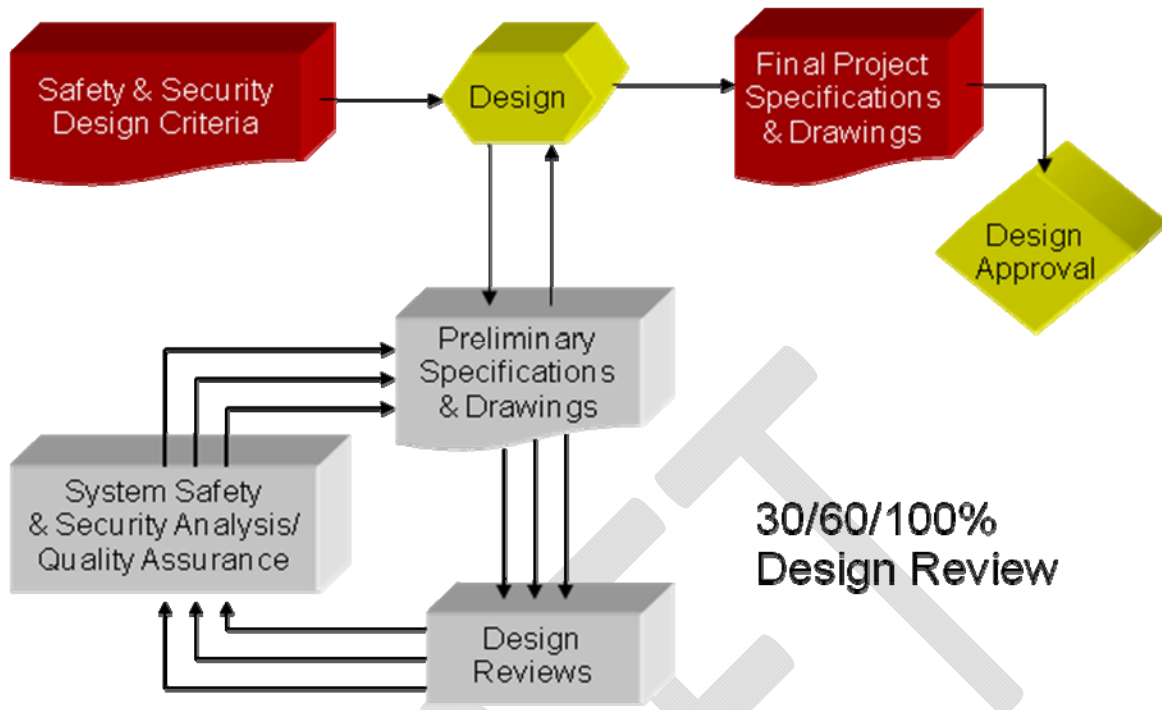 Safety & Security
Design Criteria
Design
Final Project
Specifications
& Drawings
Design
Approval
Preliminary
Specifications
& Drawings
System Safety
& Security Analysis/
Quality Assurance
30/60/100%
Design Review
Design
Reviews